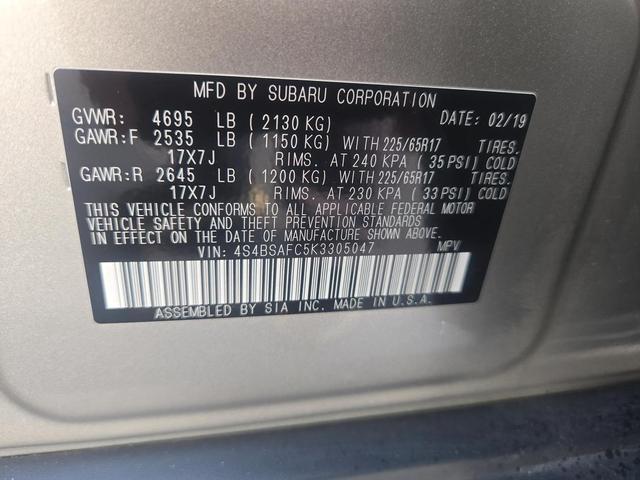 MFD BY SUBARU CORPORATION
GVWR: 4695 LB (2130 KG) DATE: 02/19
GAWR:F 2535 LB (1150 KG) WITH 225/65R17 TIRES.
17X7J RIMS. AT 240 KPA (35 PSI) COLD
GAWR:R 2645 LB (1200 KG) WITH 225/65R17 TIRES.
17X7J RIMS. AT 230 KPA (33 PSI) COLD
THIS VEHICLE CONFORMS TO ALL APPLICABLE FEDERAL MOTOR
VEHICLE SAFETY AND THEFT PREVENTION STANDARDS
IN EFFECT ON THE DATE OF MANUFACTURE SHOWN ABOVE.
VIN: 4S4BSAFC5K3305047 MPV
ASSEMBLED BY SIA INC. MADE IN U.S.A.